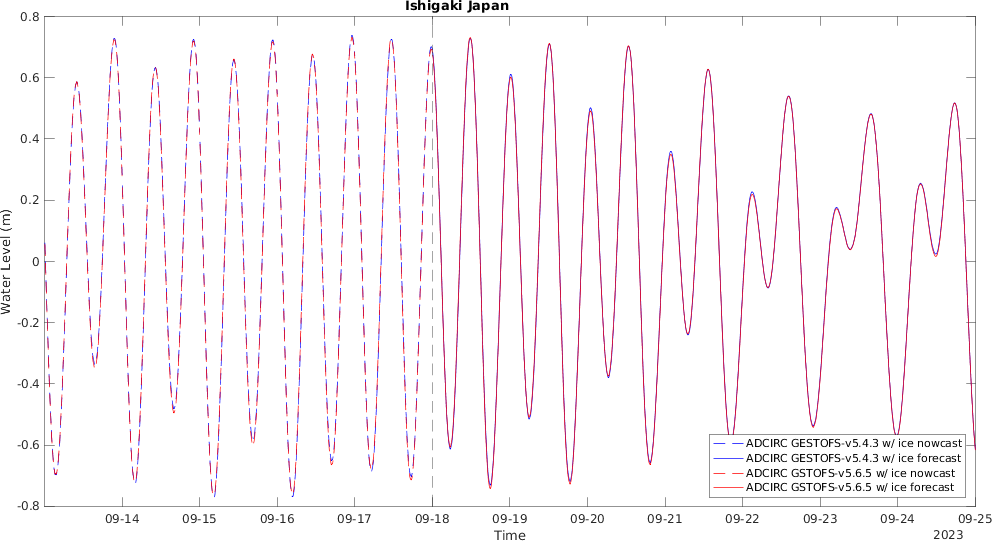 Ishigaki Japan
Water Level (m)
0.8
0.6
0.4
0.2
0
-0.2
-0.4
-0.6
-0.8
ADCIRC GESTOFS-v5.4.3 w/ ice nowcast
ADCIRC GESTOFS-v5.4.3 w/ ice forecast
ADCIRC GSTOFS-v5.6.5 w/ ice nowcast
ADCIRC GSTOFS-v5.6.5 w/ ice forecast
09-14 09-15 09-16 09-17 09-18 09-19 09-20 09-21 09-22 09-23 09-24 09-25
Time
2023